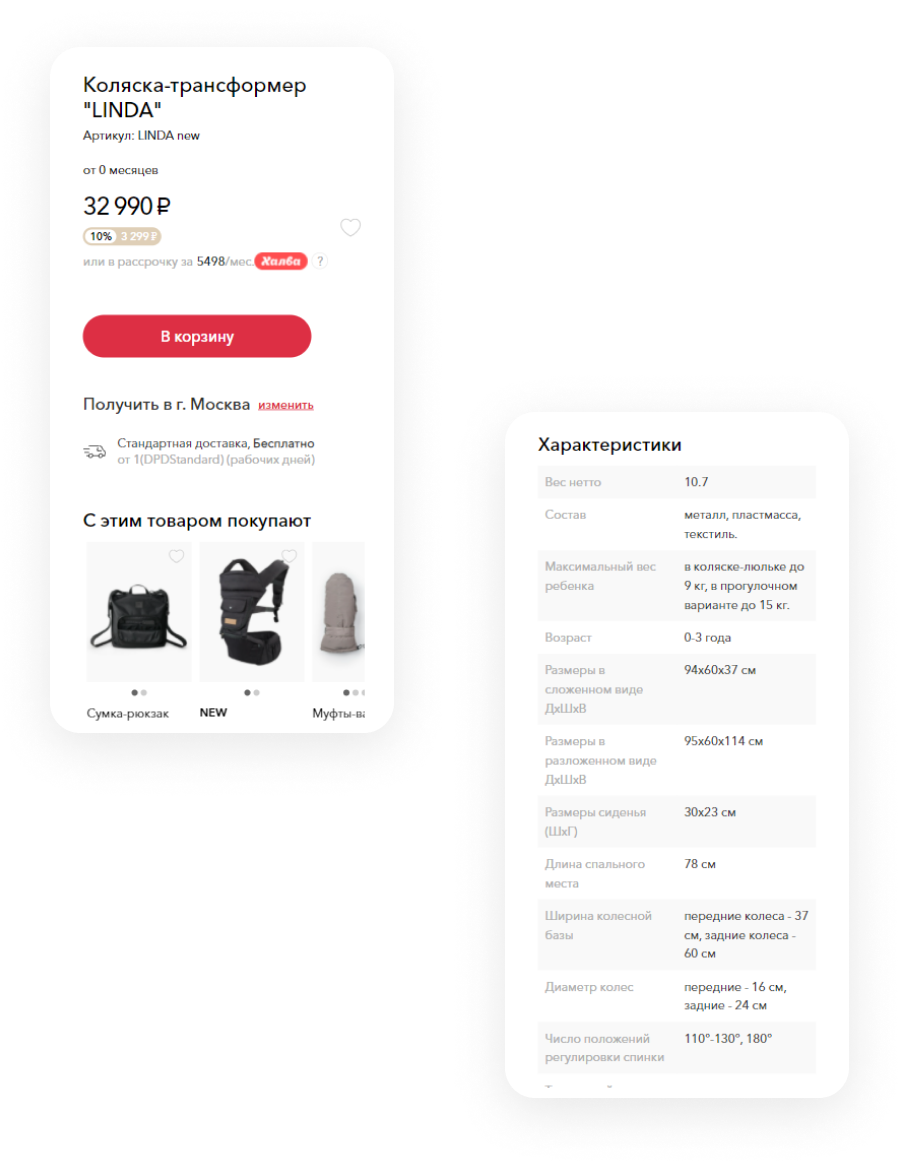 Коляска-трансформер
"LINDA"
Артикул: LINDA new
от 0 месяцев
32 990 ₽
10% 3 299 ₽
или в рассрочку за 5498/мес. Халва ?
В корзину
Получить в г. Москва изменить
Стандартная доставка, Бесплатно
от 1(DPDStandard) (рабочих дней)
С этим товаром покупают
Сумка-рюкзак
NEW
Муфты-ва
Характеристики
Вес нетто 10.7
Состав металл, пластмасса,
текстиль.
Максимальный вес в коляске-люльке до
ребенка 9 кг, в прогулочном
варианте до 15 кг.
Возраст 0-3 года
Размеры в 94х60х37 см
сложенном виде
ДхШхВ
Размеры в 95х60х114 см
разложенном виде
ДхШхВ
Размеры сиденья 30х23 см
(ШхГ)
Длина спального 78 см
места
Ширина колесной передние колеса - 37
базы см, задние колеса -
60 см
Диаметр колес передние - 16 см,
задние - 24 см
Число положений 110°-130°, 180°
регулировки спинки